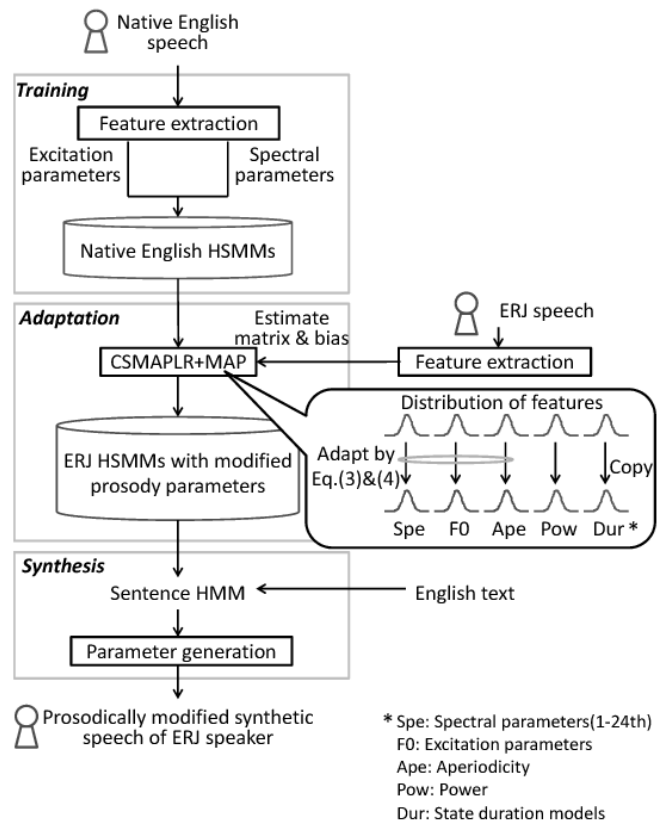 Native English
speech
Training
Feature extraction
Excitation
parameters
Spectral
parameters
Native English HSMMs
Adaptation
Estimate
matrix & bias
ERJ speech
CSMAPLR+MAP
Feature extraction
Distribution of features
ERJ HSMMs with modified
prosody parameters
Adapt by
Eq.(3)&(4)
Copy
Spe F0 Ape Pow Dur *
Synthesis
Sentence HMM
English text
Parameter generation
Prosodically modified synthetic
speech of ERJ speaker
* Spe: Spectral parameters(1-24th)
F0: Excitation parameters
Ape: Aperiodicity
Pow: Power
Dur: State duration models